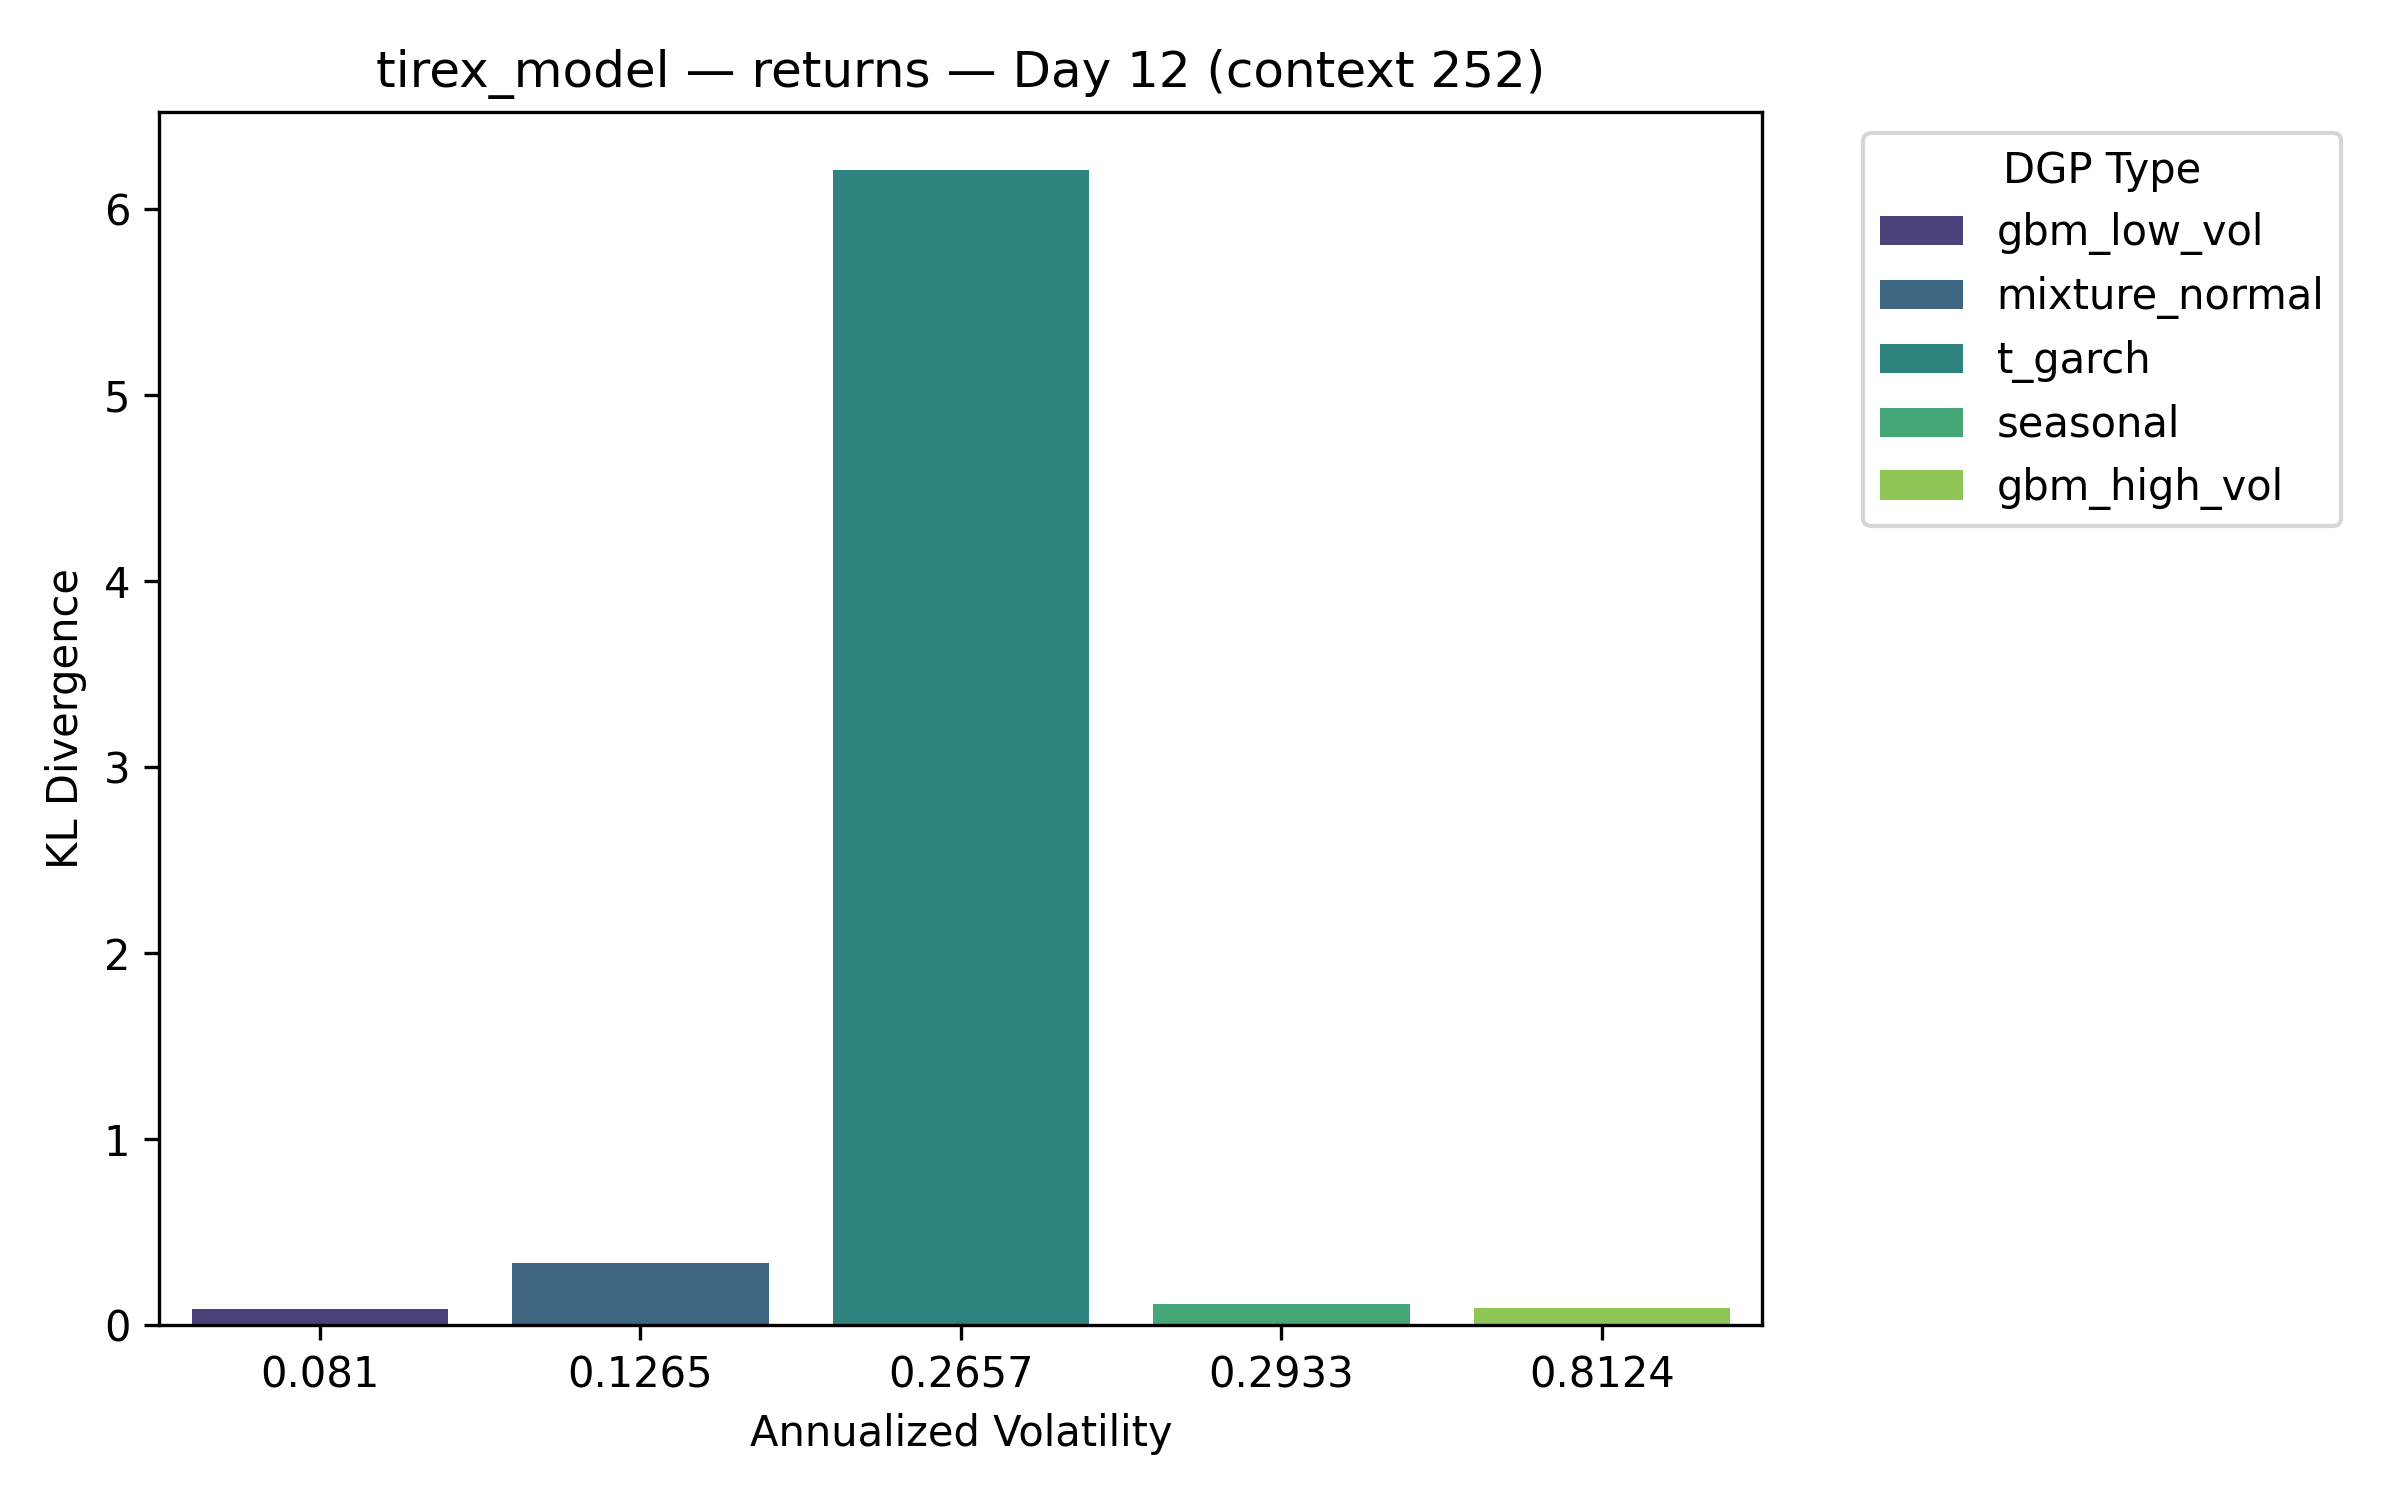 tirex_model — returns — Day 12 (context 252)
DGP Type
gbm_low_vol
mixture_normal
t_garch
seasonal
gbm_high_vol
KL Divergence
6
5
4
3
2
1
0
0.081 0.1265 0.2657 0.2933 0.8124
Annualized Volatility